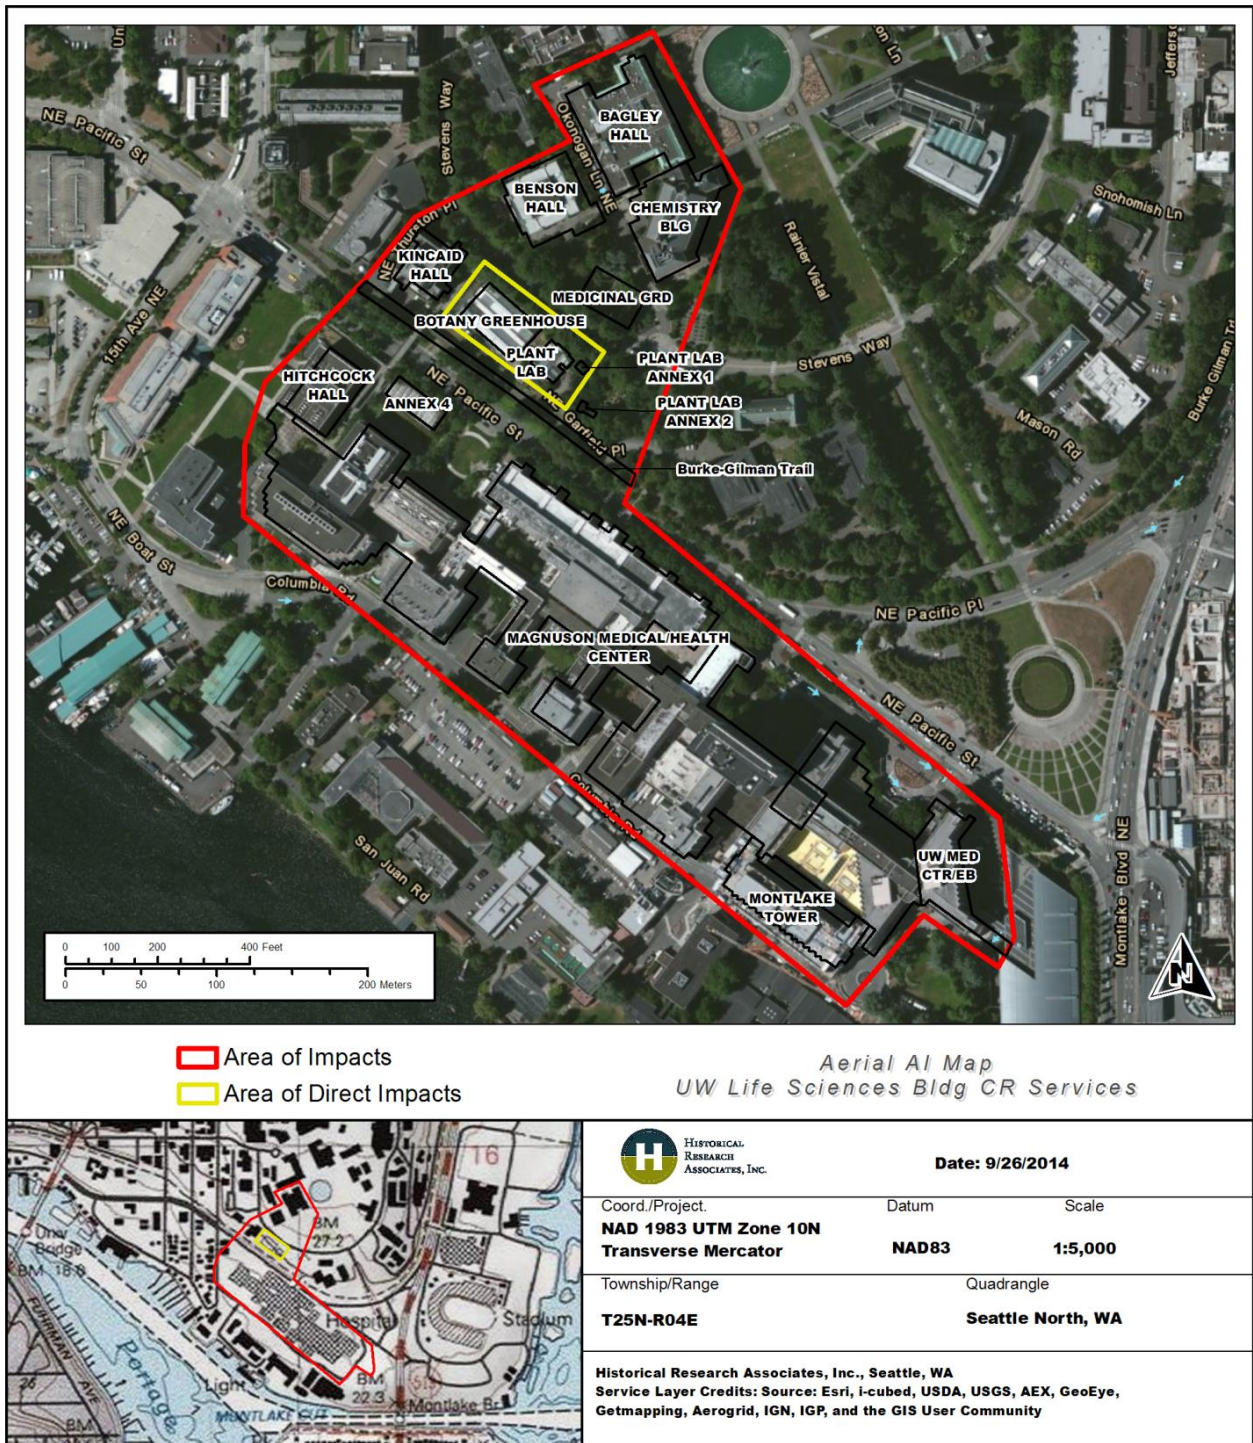 NE Pacific St
Stevens Way
Okonogan Ln NE
BAGLEY
HALL
BENSON
HALL
CHEMISTRY
BLG
Snohomish Ln
Rainier Vista
KINCAID
HALL
MEDICINAL GRD
BOTANY GREENHOUSE
PLANT
LAB
PLANT LAB
ANNEX 1
PLANT LAB
ANNEX 2
Stevens Way
15th Ave NE
HITCHCOCK
HALL
ANNEX 4
NE Pacific St
NE Garfield Pl
Burke-Gilman Trail
Mason Rd
NE Boat St
Columbia Rd
NE Pacific Pl
MAGNUSON MEDICAL/HEALTH
CENTER
NE Pacific St
Columbia Rd
San Juan Rd
UW MED
CTR/EB
MONTLAKE
TOWER
Montlake Blvd NE
0 100 200 400 Feet
0 50 100 200 Meters
N
Area of Impacts
Area of Direct Impacts
Aerial AI Map
UW Life Sciences Bldg CR Services
16
Univ
Bridge
BM 18.8
BM
27.2
Hospital
Stadium
FUHRMAN AVE
Portage
26
Light
BM
22.3
513
Montlake Br
MONTLAKE CUT
BM
H
HISTORICAL
RESEARCH
ASSOCIATES, INC.
Date: 9/26/2014
Coord./Project.
NAD 1983 UTM Zone 10N
Transverse Mercator
Datum
NAD83
Scale
1:5,000
Township/Range
T25N-R04E
Quadrangle
Seattle North, WA
Historical Research Associates, Inc., Seattle, WA
Service Layer Credits: Source: Esri, i-cubed, USDA, USGS, AEX, GeoEye,
Getmapping, Aerogrid, IGN, IGP, and the GIS User Community